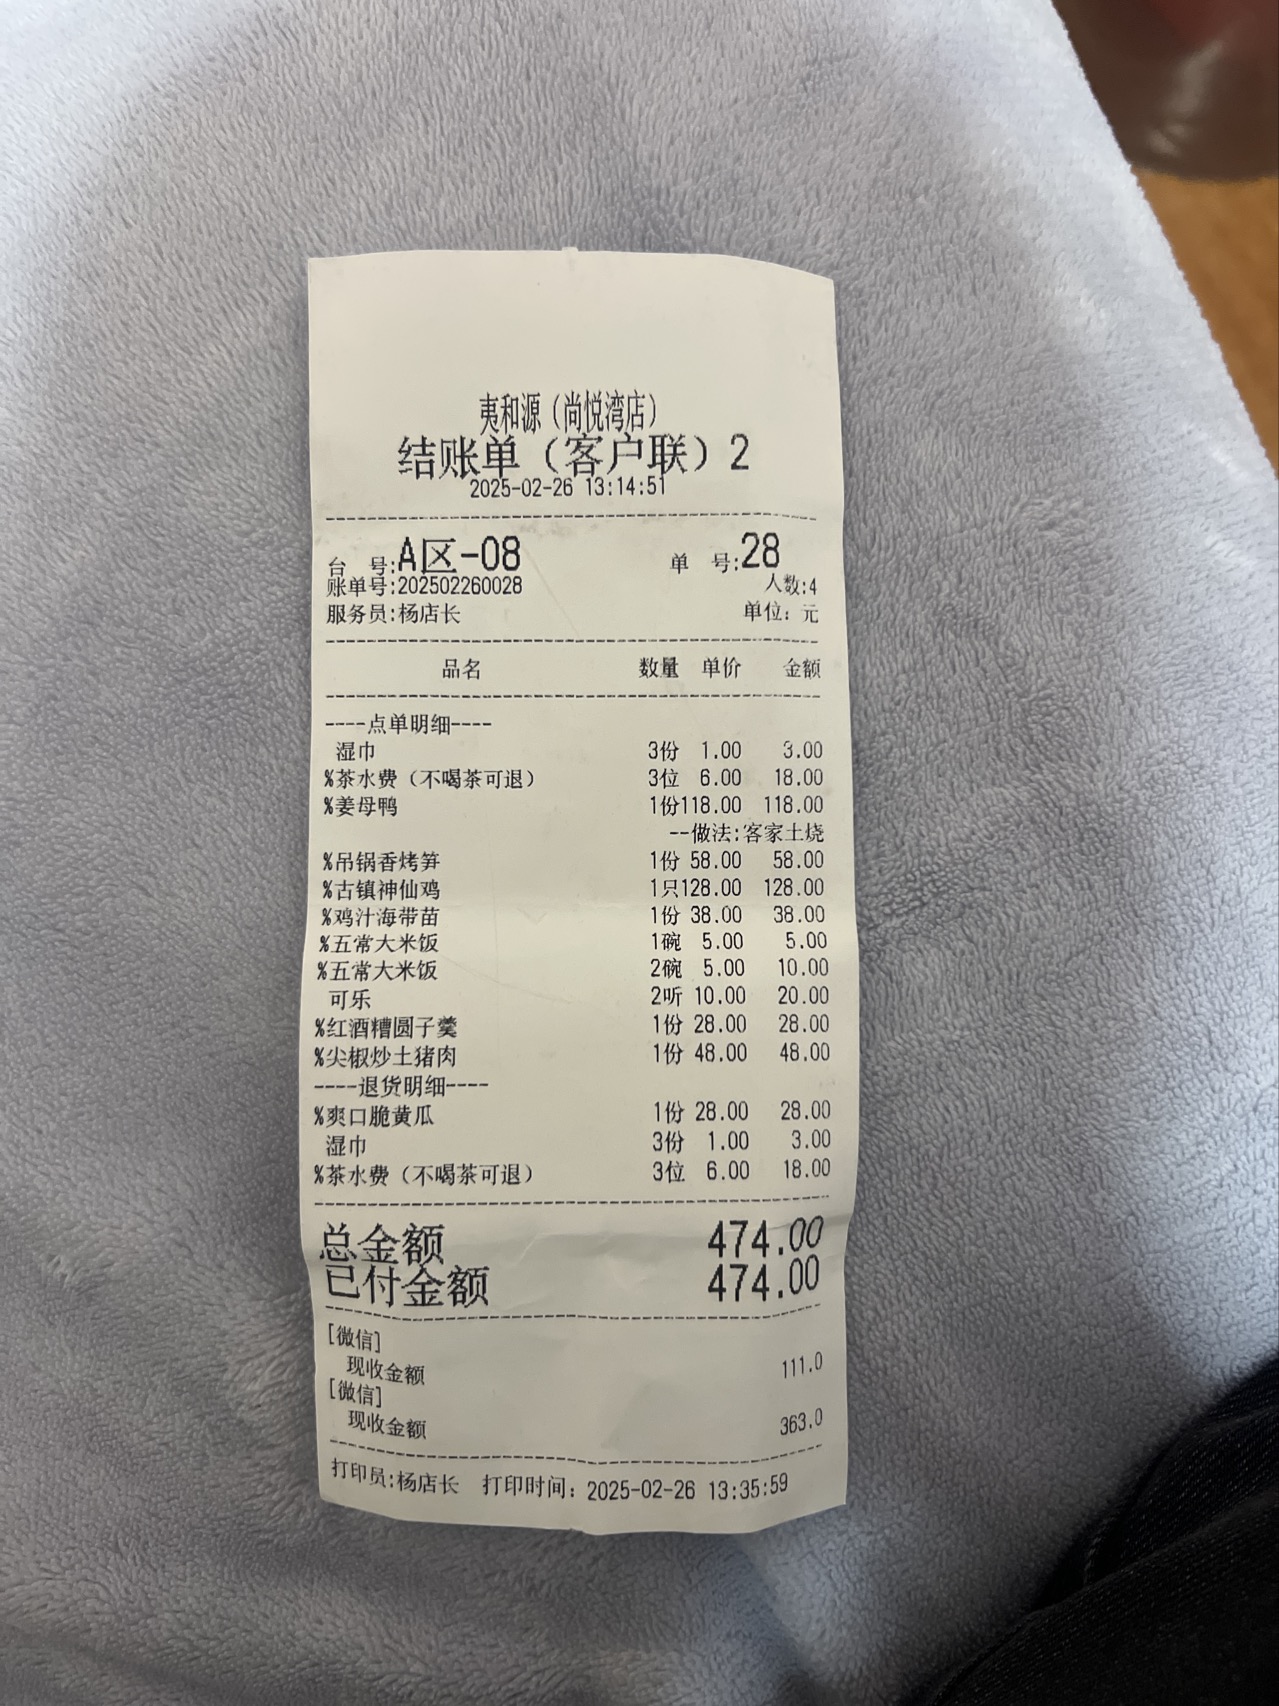 夷和源（尚悦湾店）
结账单（客户联）2
2025-02-26 13:14:51
台 号:A区-08 单 号:28
账单号:202502260028 人数:4
服务员:杨店长 单位：元
品名 数量 单价 金额
----点单明细----
湿巾 3份 1.00 3.00
%茶水费（不喝茶可退） 3位 6.00 18.00
%姜母鸭 1份118.00 118.00
--做法:客家土烧
%吊锅香烤笋 1份 58.00 58.00
%古镇神仙鸡 1只128.00 128.00
%鸡汁海带苗 1份 38.00 38.00
%五常大米饭 1碗 5.00 5.00
%五常大米饭 2碗 5.00 10.00
可乐 2听 10.00 20.00
%红酒糟圆子羹 1份 28.00 28.00
%尖椒炒土猪肉 1份 48.00 48.00
----退货明细----
%爽口脆黄瓜 1份 28.00 28.00
湿巾 3份 1.00 3.00
%茶水费（不喝茶可退） 3位 6.00 18.00
总金额 474.00
已付金额 474.00
[微信]
现收金额 111.0
[微信]
现收金额 363.0
打印员:杨店长 打印时间：2025-02-26 13:35:59